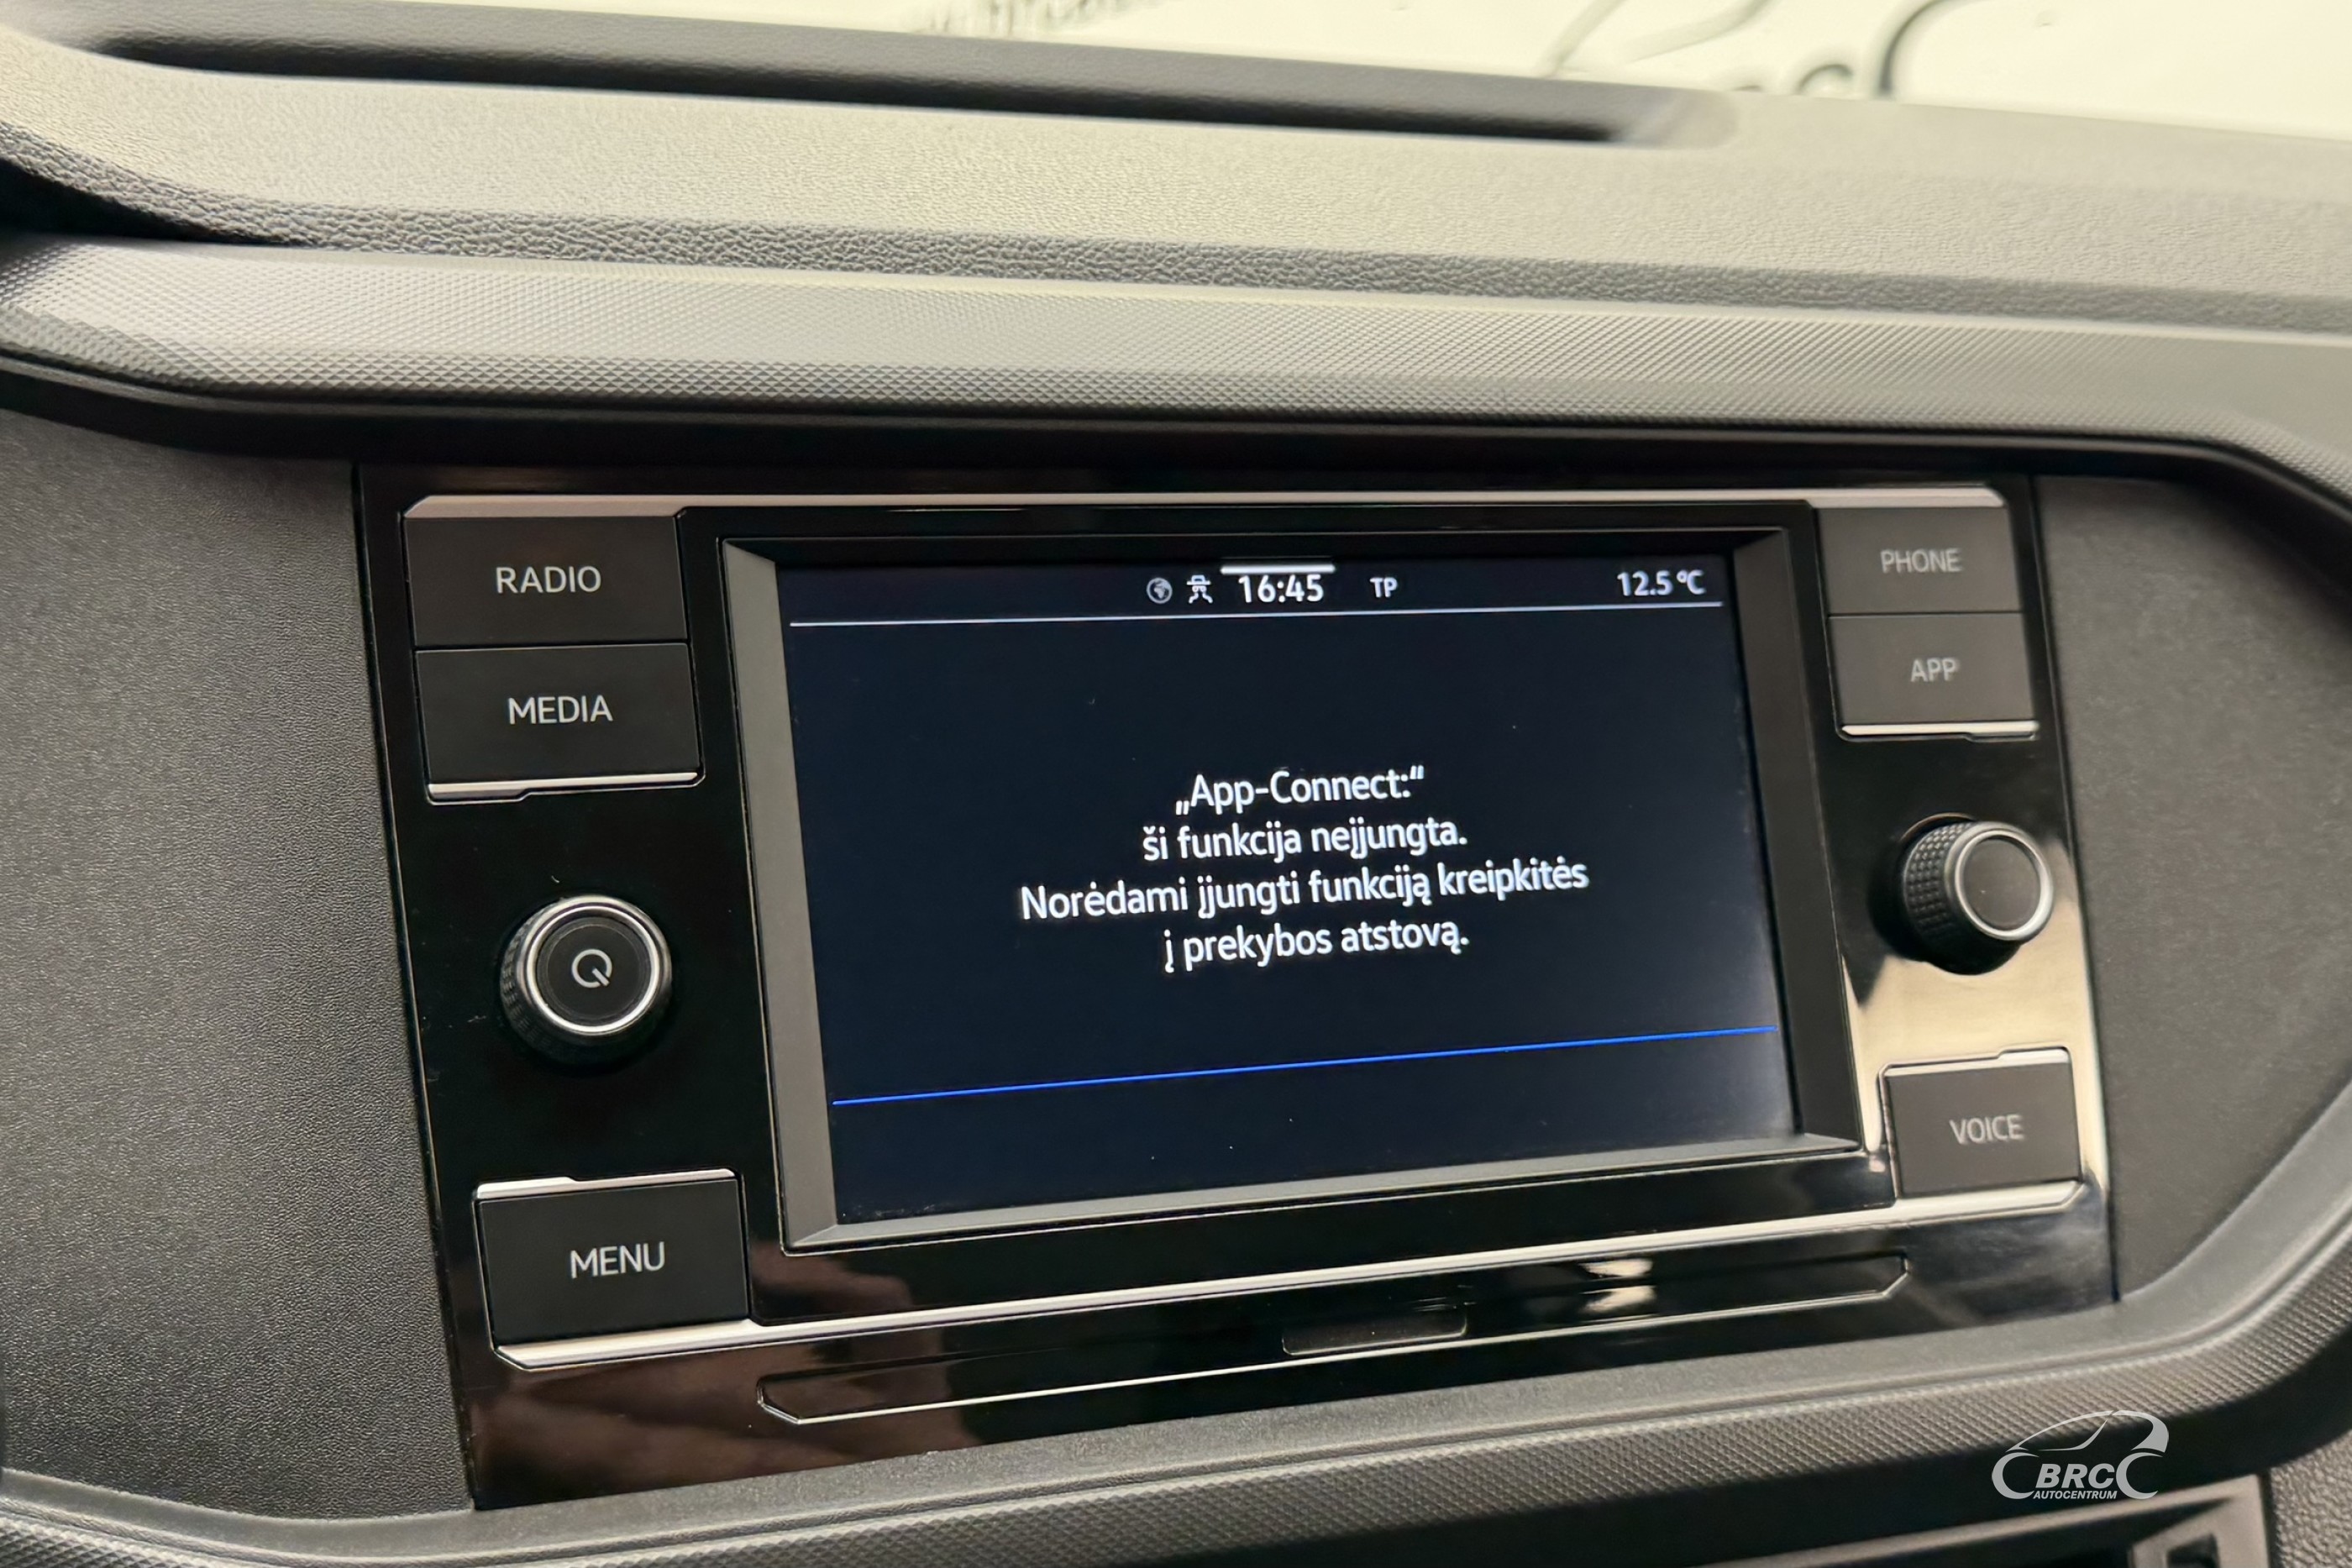 RADIO
MEDIA
MENU
16:45 TP 12.5 °C
„App-Connect:“
ši funkcija neįjungta.
Norėdami įjungti funkciją kreipkitės
į prekybos atstovą.
PHONE
APP
VOICE
BRC
AUTOCENTRUM